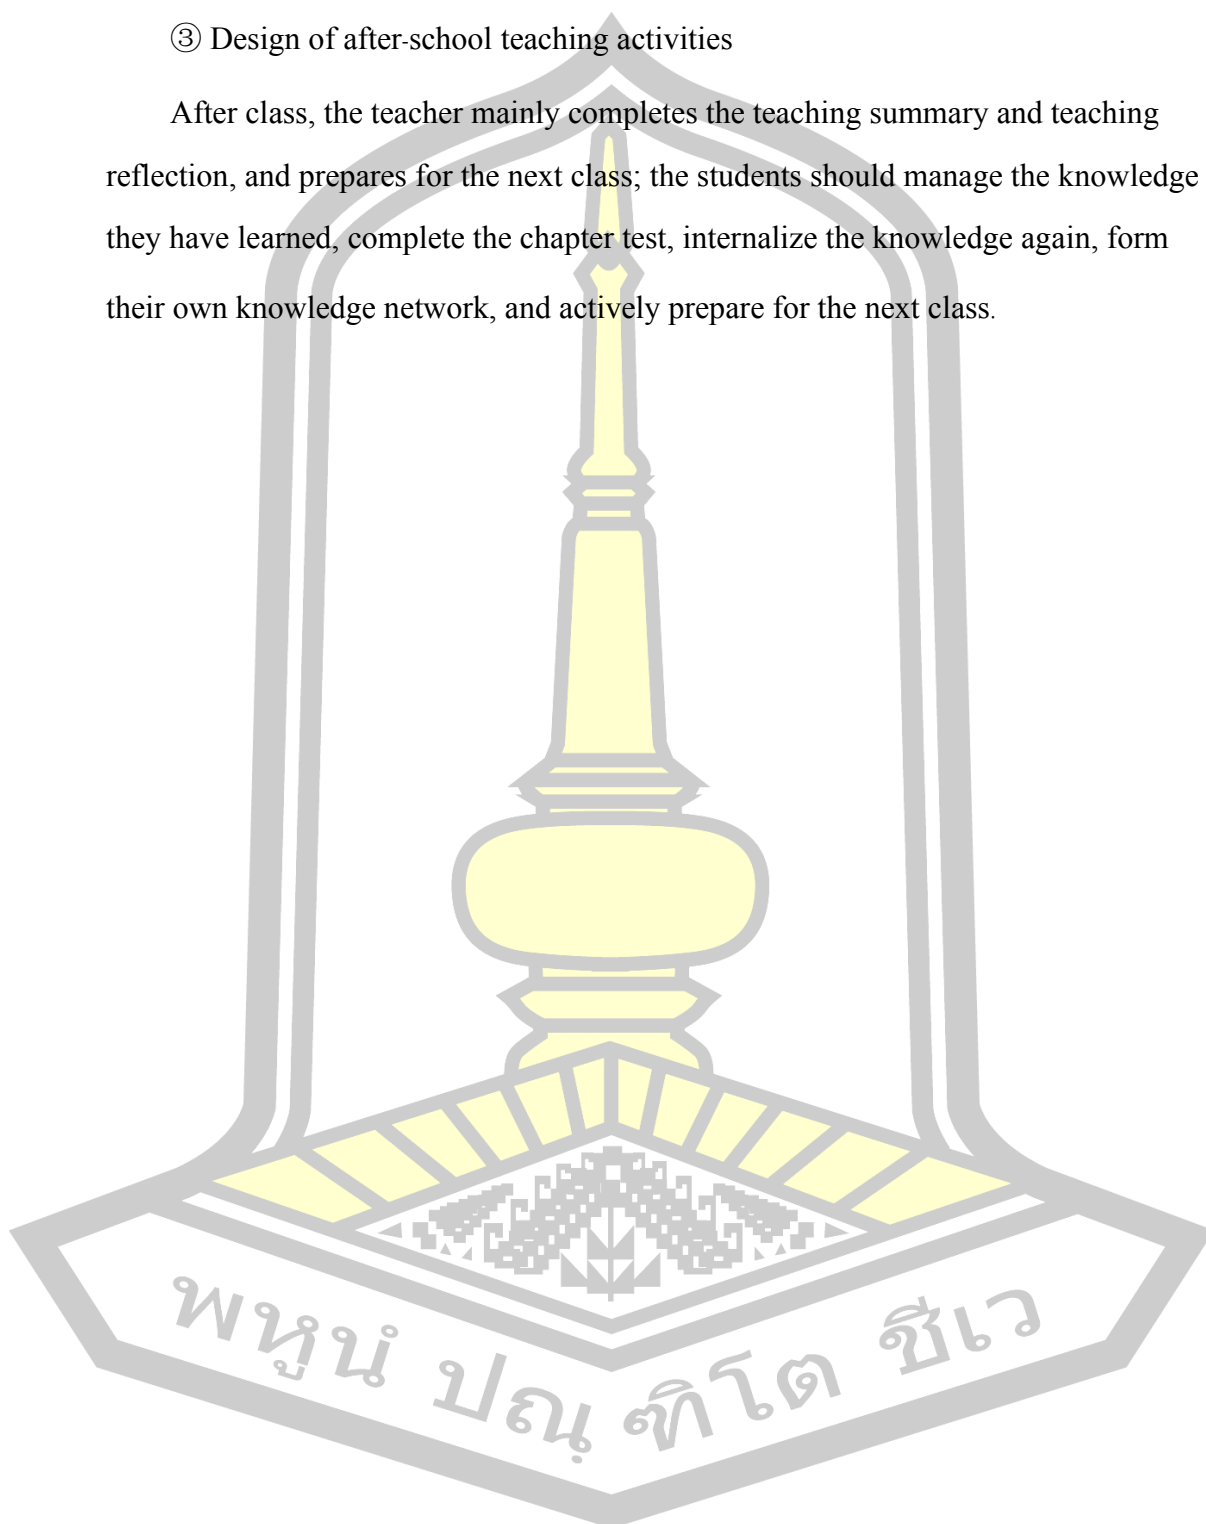 ③ Design of after-school teaching activities
After class, the teacher mainly completes the teaching summary and teaching
reflection, and prepares for the next class; the students should manage the knowledge
they have learned, complete the chapter test, internalize the knowledge again, form
their own knowledge network, and actively prepare for the next class.
พหูนํ ปณฺฑิโต ชีเว